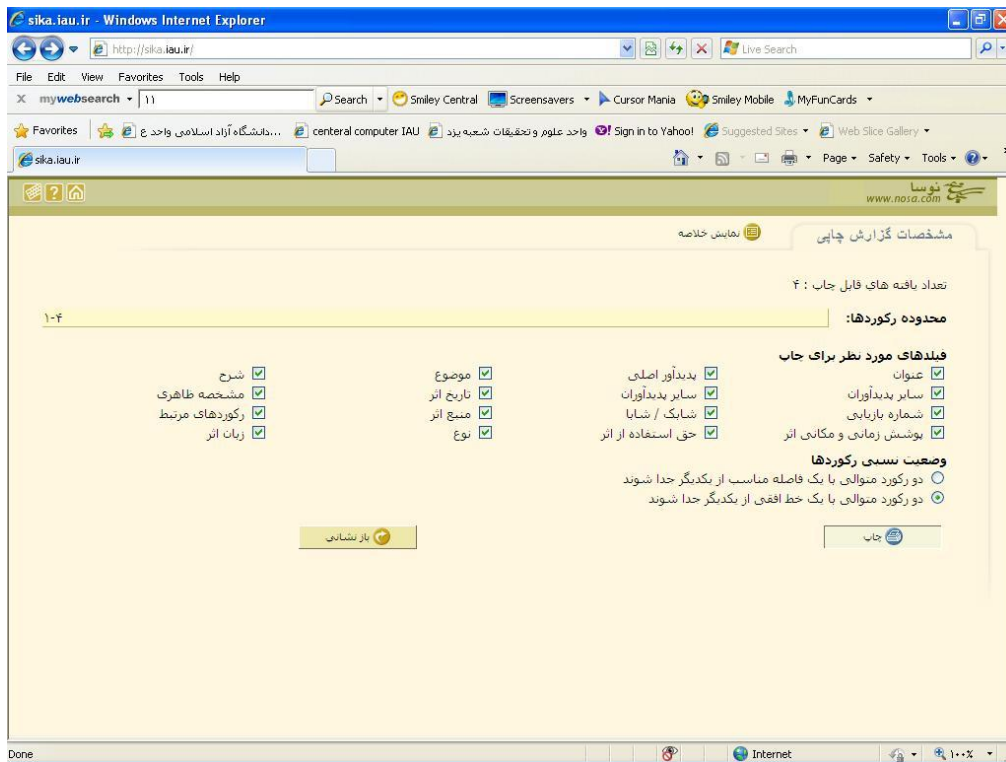 sika.iau.ir - Windows Internet Explorer
http://sika.iau.ir/
Live Search
File Edit View Favorites Tools Help
X mywebsearch ۱۱ Search Smiley Central Screensavers Cursor Mania Smiley Mobile MyFunCards
Favorites دانشگاه آزاد اسلامی واحد ع... centeral computer IAU واحد علوم و تحقیقات شعبه یزد Sign in to Yahoo! Suggested Sites Web Slice Gallery
sika.iau.ir Page Safety Tools
نوسا
www.nosa.com
مشخصات گزارش چاپی نمایش خلاصه
تعداد یافته های قابل چاپ : ۴
محدوده رکوردها: ۱-۴
فیلدهای مورد نظر برای چاپ
عنوان پدیدآور اصلی موضوع شرح
سایر پدیدآوران سایر پدیدآوران تاریخ اثر مشخصه ظاهری
شماره بازیابی شابک / شاپا منبع اثر رکوردهای مرتبط
پوشش زمانی و مکانی اثر حق استفاده از اثر نوع زبان اثر
وضعیت نسبی رکوردها
دو رکورد متوالی با یک فاصله مناسب از یکدیگر جدا شوند
دو رکورد متوالی با یک خط افقی از یکدیگر جدا شوند
چاپ باز نشانی
Done Internet ۱۰۰%